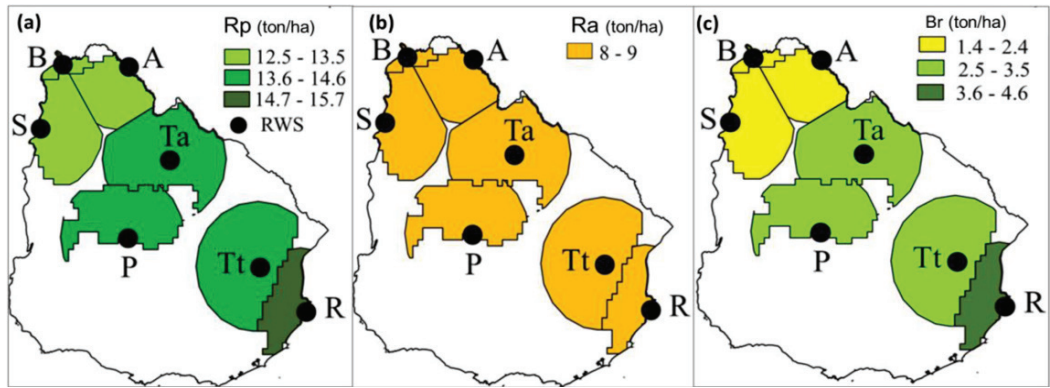 (a)
Rp (ton/ha)
12.5 - 13.5
13.6 - 14.6
14.7 - 15.7
RWS
B
A
S
Ta
P
Tt
R
(b)
Ra (ton/ha)
8 - 9
B
A
S
Ta
P
Tt
R
(c)
Br (ton/ha)
1.4 - 2.4
2.5 - 3.5
3.6 - 4.6
B
A
S
Ta
P
Tt
R